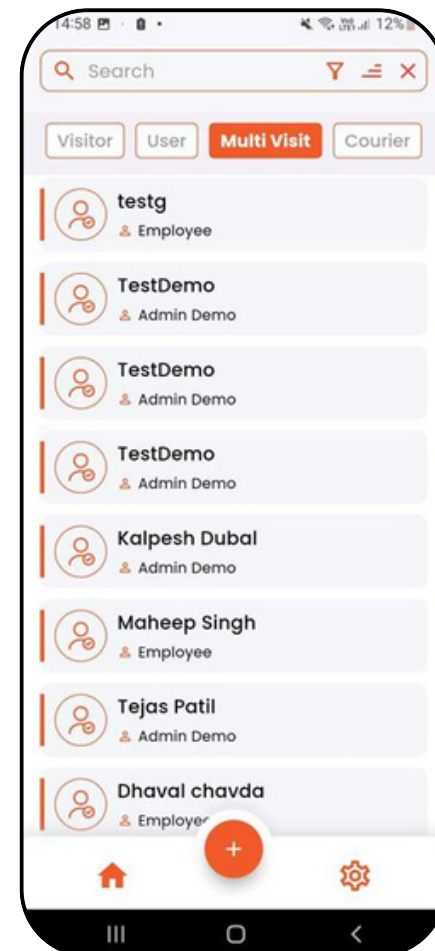 14:58 12%
Search
Visitor User Multi Visit Courier
testg
Employee
TestDemo
Admin Demo
TestDemo
Admin Demo
TestDemo
Admin Demo
Kalpesh Dubal
Admin Demo
Maheep Singh
Employee
Tejas Patil
Admin Demo
Dhaval chavda
Employee
+